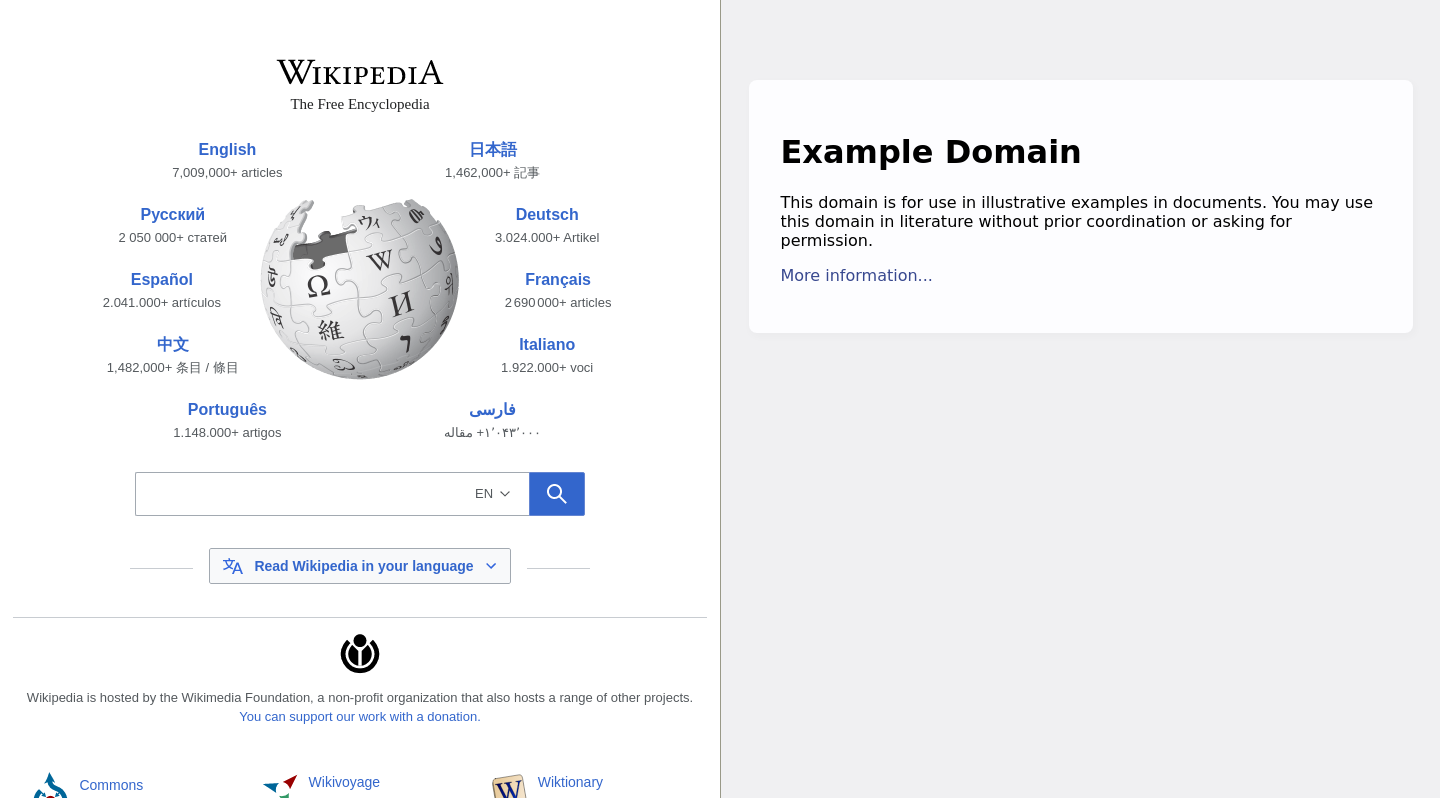 WIKIPEDIA
The Free Encyclopedia
English
7,009,000+ articles
日本語
1,462,000+ 記事
Русский
2 050 000+ статей
Deutsch
3.024.000+ Artikel
Español
2.041.000+ artículos
Français
2 690 000+ articles
中文
1,482,000+ 条目 / 條目
Italiano
1.922.000+ voci
Português
1.148.000+ artigos
فارسی
۱٬۰۴۳٬۰۰۰+ مقاله
EN
Read Wikipedia in your language
Wikipedia is hosted by the Wikimedia Foundation, a non-profit organization that also hosts a range of other projects.
You can support our work with a donation.
Commons
Wikivoyage
Wiktionary
Example Domain
This domain is for use in illustrative examples in documents. You may use
this domain in literature without prior coordination or asking for
permission.
More information...